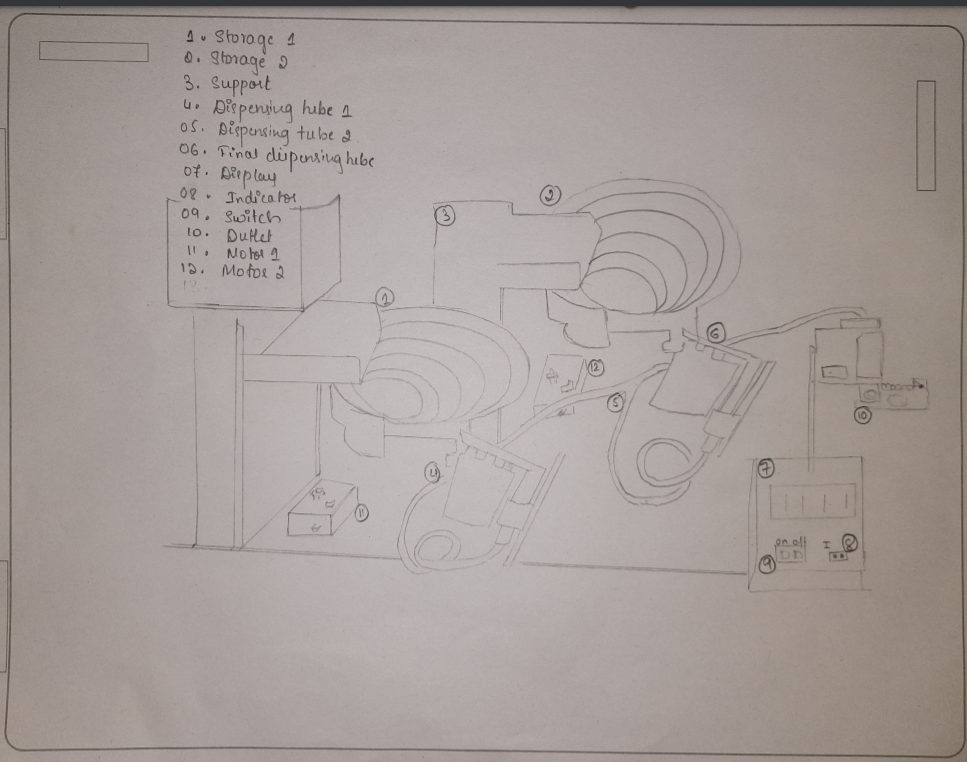 1. Storage 1
2. Storage 2
3. Support
4. Dispensing tube 1
05. Dispensing tube 2
06. Final dispensing tube
07. Display
08. Indicator
09. Switch
10. Outlet
11. Motor 1
12. Motor 2
13.
2
3
1
6
12
5
10
4
7
11
on off
I
8
9